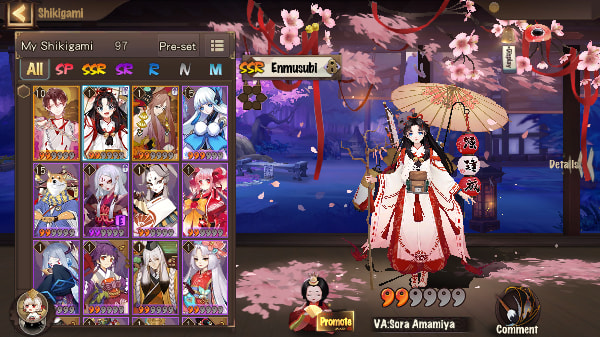 Shikigami
My Shikigami 97 Pre-set
All SP SSR SR R N M
SSR Enmusubi
Details
Promote
VA:Sora Amamiya
Comment